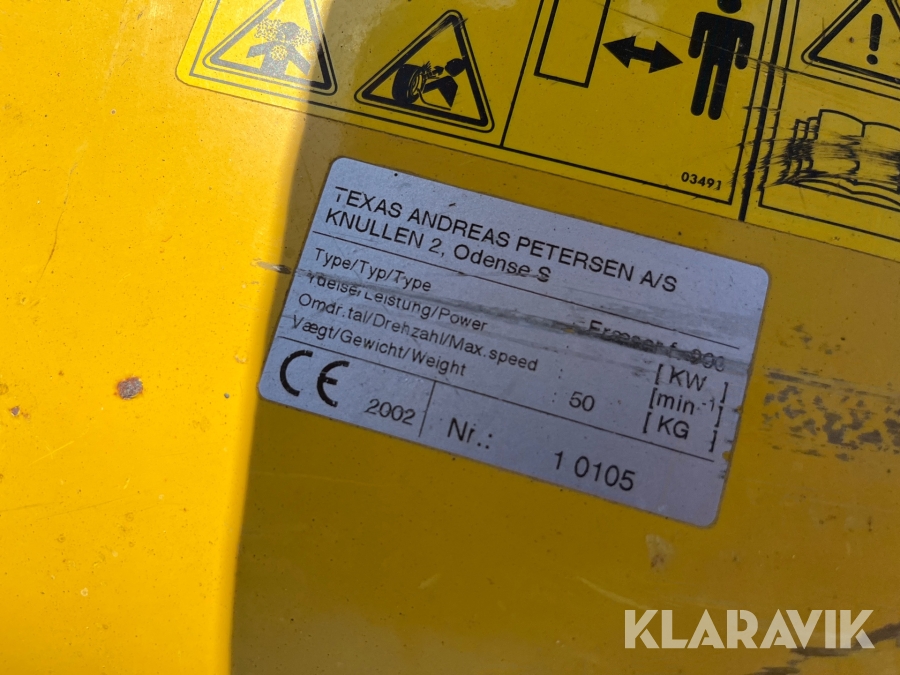 03491
TEXAS ANDREAS PETERSEN A/S
KNULLEN 2, Odense S
Type/Typ/Type
Ydelse/Leistung/Power [ KW ]
Omdr.tal/Drehzahl/Max.speed : [min⁻¹]
Vægt/Gewicht/Weight : 50 [ KG ]
CE 2002 Nr.: 1 0105
KLARAVIK